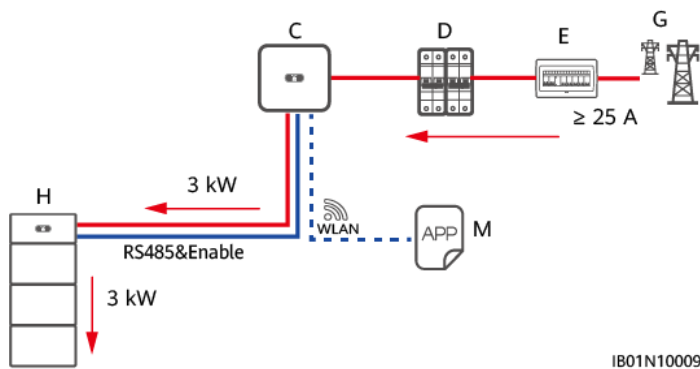 C
D
E
G
≥ 25 A
3 kW
H
WLAN
APP
M
RS485&Enable
3 kW
IB01N10009